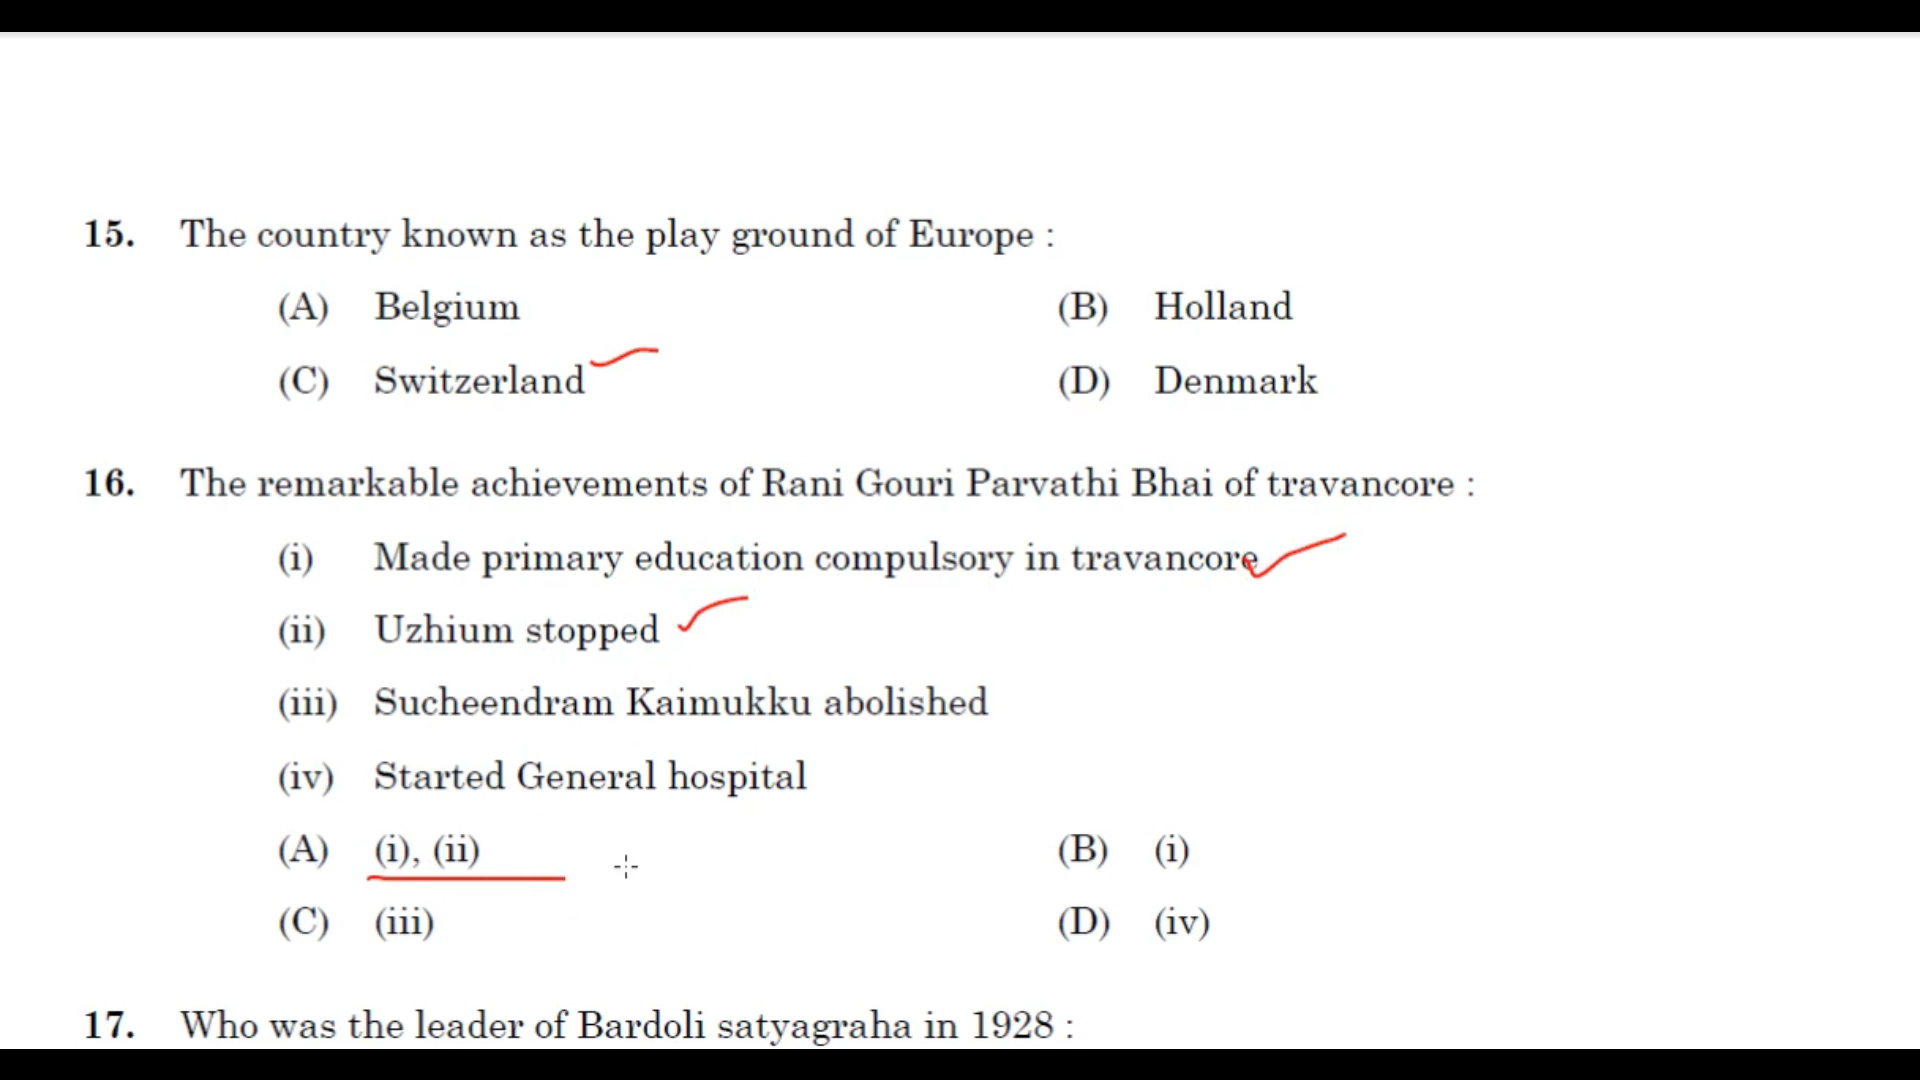 15. The country known as the play ground of Europe :
(A) Belgium (B) Holland
(C) Switzerland (D) Denmark
16. The remarkable achievements of Rani Gouri Parvathi Bhai of travancore :
(i) Made primary education compulsory in travancore
(ii) Uzhium stopped
(iii) Sucheendram Kaimukku abolished
(iv) Started General hospital
(A) (i), (ii) (B) (i)
(C) (iii) (D) (iv)
17. Who was the leader of Bardoli satyagraha in 1928 :